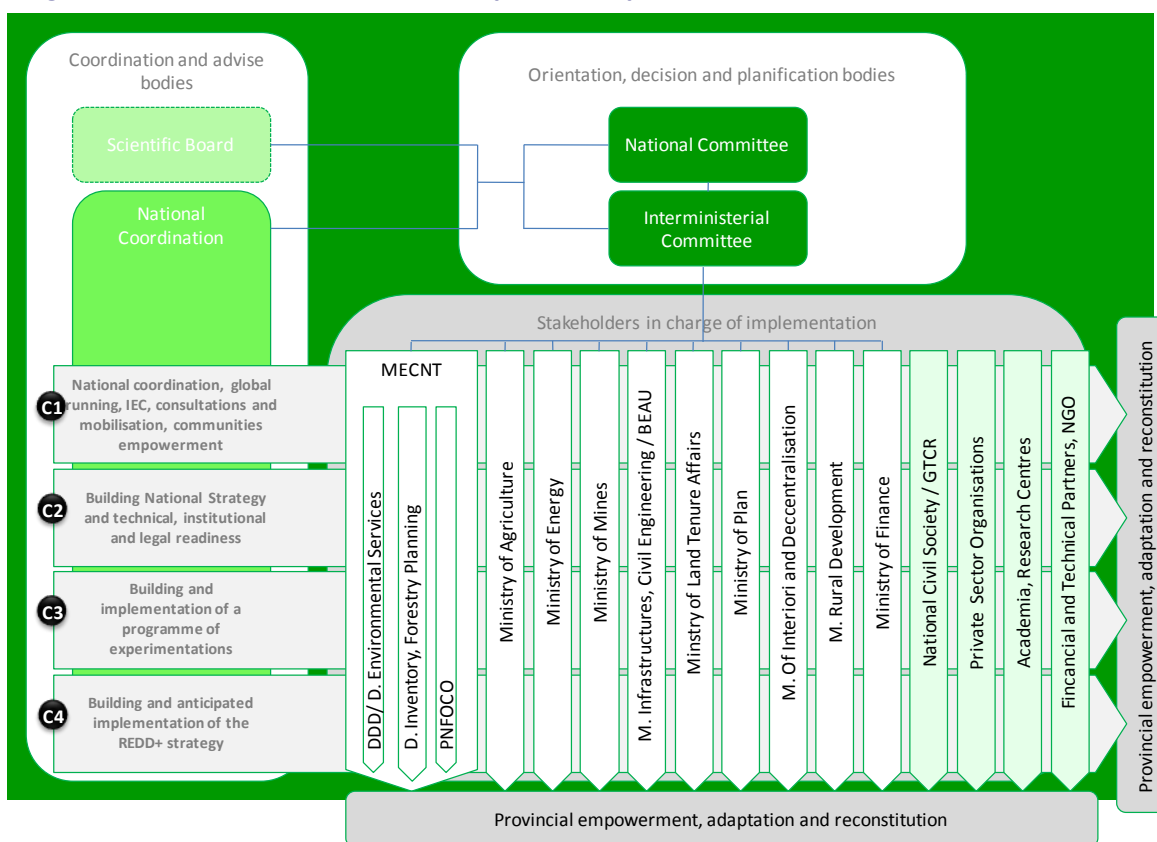 Coordination and advise
bodies
Scientific Board
National
Coordination
Orientation, decision and planification bodies
National Committee
Interministerial
Committee
Stakeholders in charge of implementation
C1
National coordination, global
running, IEC, consultations and
mobilisation, communities
empowerment
C2
Building National Strategy
and technical, institutional
and legal readiness
C3
Building and
implementation of a
programme of
experimentations
C4
Building and anticipated
implementation of the
REDD+ strategy
MECNT
DDD/ D. Environmental Services
D. Inventory, Forestry Planning
PNFOCO
Ministry of Agriculture
Ministry of Energy
Ministry of Mines
M. Infrastructures, Civil Engineering / BEAU
Minstry of Land Tenure Affairs
Ministry of Plan
M. Of Interiori and Deccentralisation
M. Rural Development
Ministry of Finance
National Civil Society / GTCR
Private Sector Organisations
Academia, Research Centres
Fincancial and Technical Partners, NGO
Provincial empowerment, adaptation and reconstitution
Provincial empowerment, adaptation and reconstitution